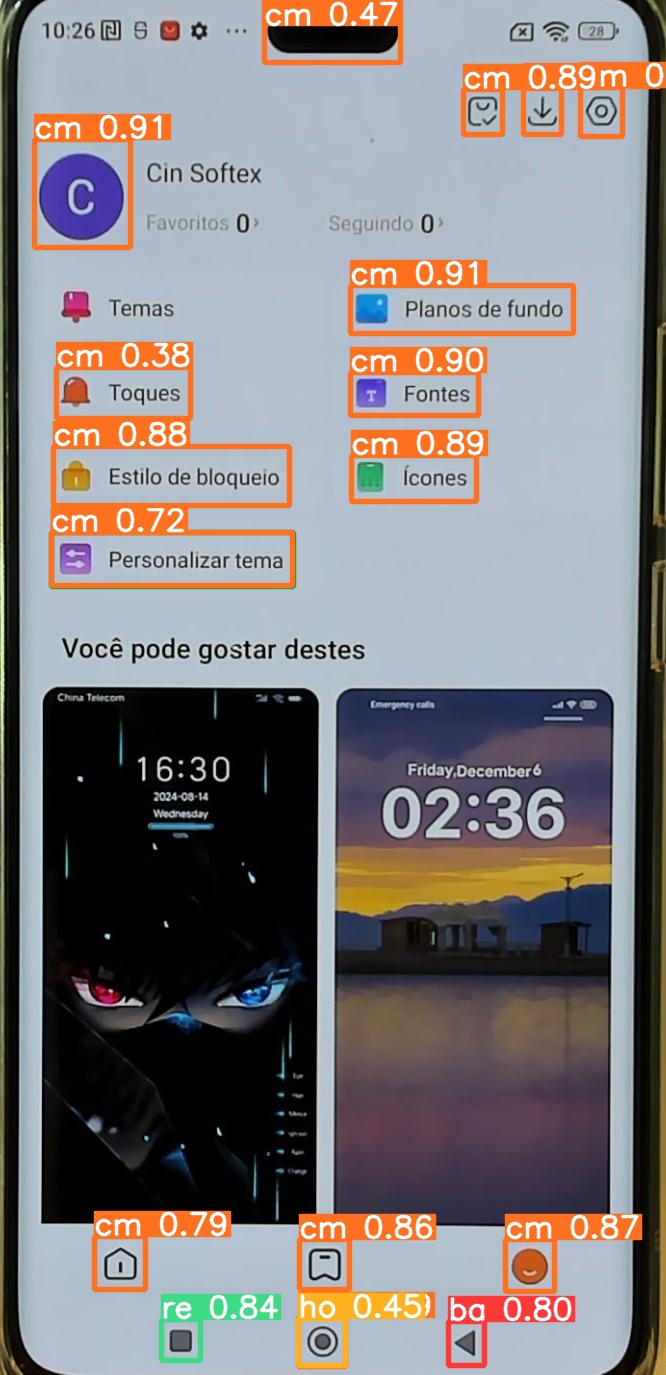 cm 0.47
10:26 28
cm 0.89 m 0
cm 0.91
C
Cin Softex
Favoritos 0› Seguindo 0›
cm 0.91
Temas Planos de fundo
cm 0.38 cm 0.90
Toques Fontes
cm 0.88 cm 0.89
Estilo de bloqueio Ícones
cm 0.72
Personalizar tema
Você pode gostar destes
China Telecom Emergency calls
16:30
2024-08-14
Wednesday
100%
Friday,December6
02:36
cm 0.79 cm 0.86 cm 0.87
re 0.84 ho 0.45 ba 0.80